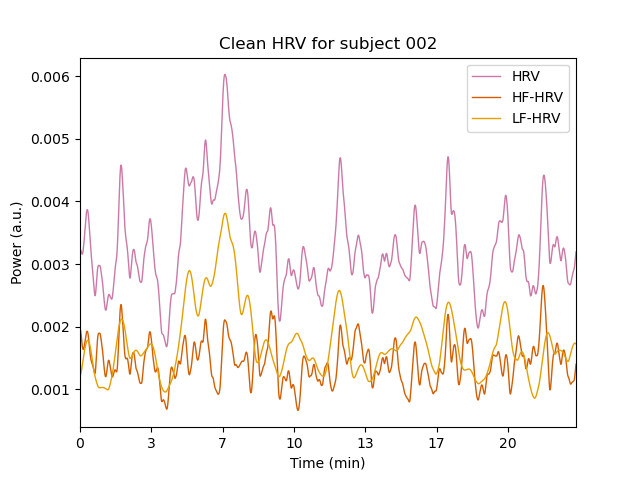 Clean HRV for subject 002
HRV
HF-HRV
LF-HRV
0.006
0.005
0.004
0.003
0.002
0.001
Power (a.u.)
0 3 7 10 13 17 20
Time (min)